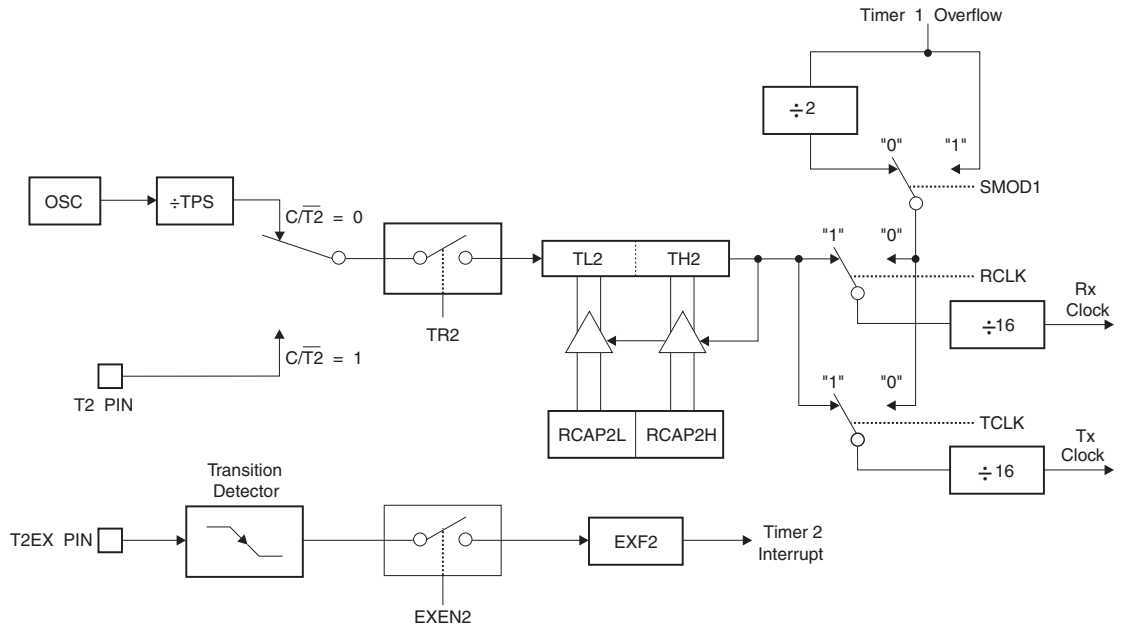 Timer 1 Overflow
÷2
"0" "1"
SMOD1
OSC
÷TPS
C/T2̅ = 0
"1" "0"
TL2 TH2
RCLK
Rx
Clock
÷16
TR2
C/T2̅ = 1
T2 PIN
"1" "0"
RCAP2L RCAP2H
TCLK
Tx
Clock
÷16
Transition
Detector
T2EX PIN
EXF2
Timer 2
Interrupt
EXEN2